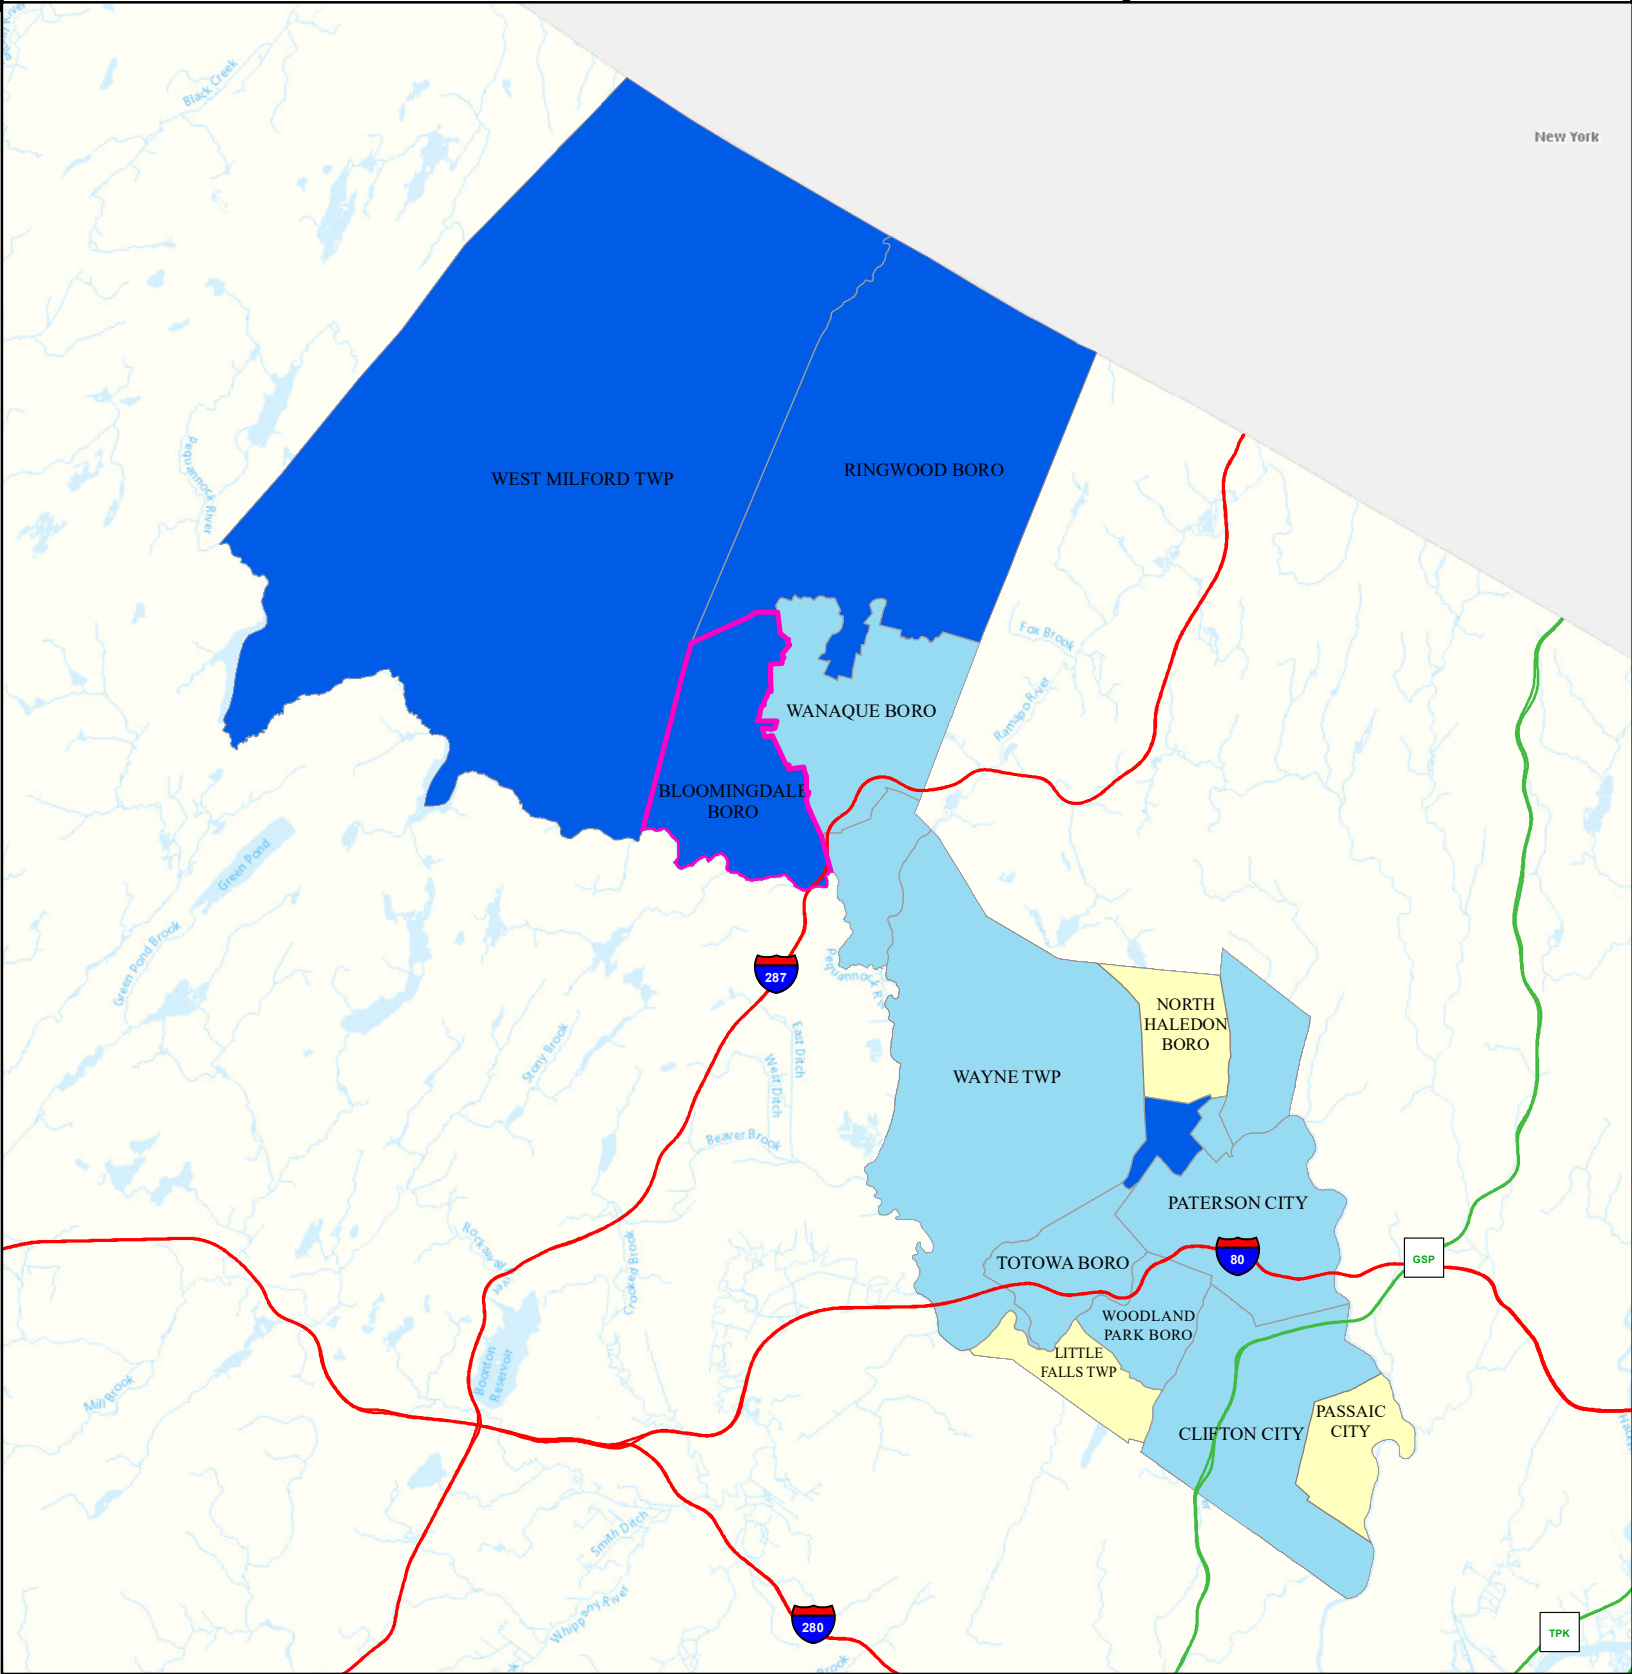 New York
Black Creek
WEST MILFORD TWP
RINGWOOD BORO
Pequannock River
Fox Brook
Ramapo River
WANAQUE BORO
BLOOMINGDALE
BORO
Green Pond
Green Pond Brook
287
Pequannock
NORTH
HALEDON
BORO
Stony Brook
East Ditch
West Ditch
WAYNE TWP
Beaver Brook
PATERSON CITY
Rockaway
Crooked Brook
TOTOWA BORO
80
GSP
WOODLAND
PARK BORO
LITTLE
FALLS TWP
Boonton
Reservoir
Mill Brook
PASSAIC
CITY
CLIFTON CITY
Smith Ditch
Whippany River
280
TPK
Brook